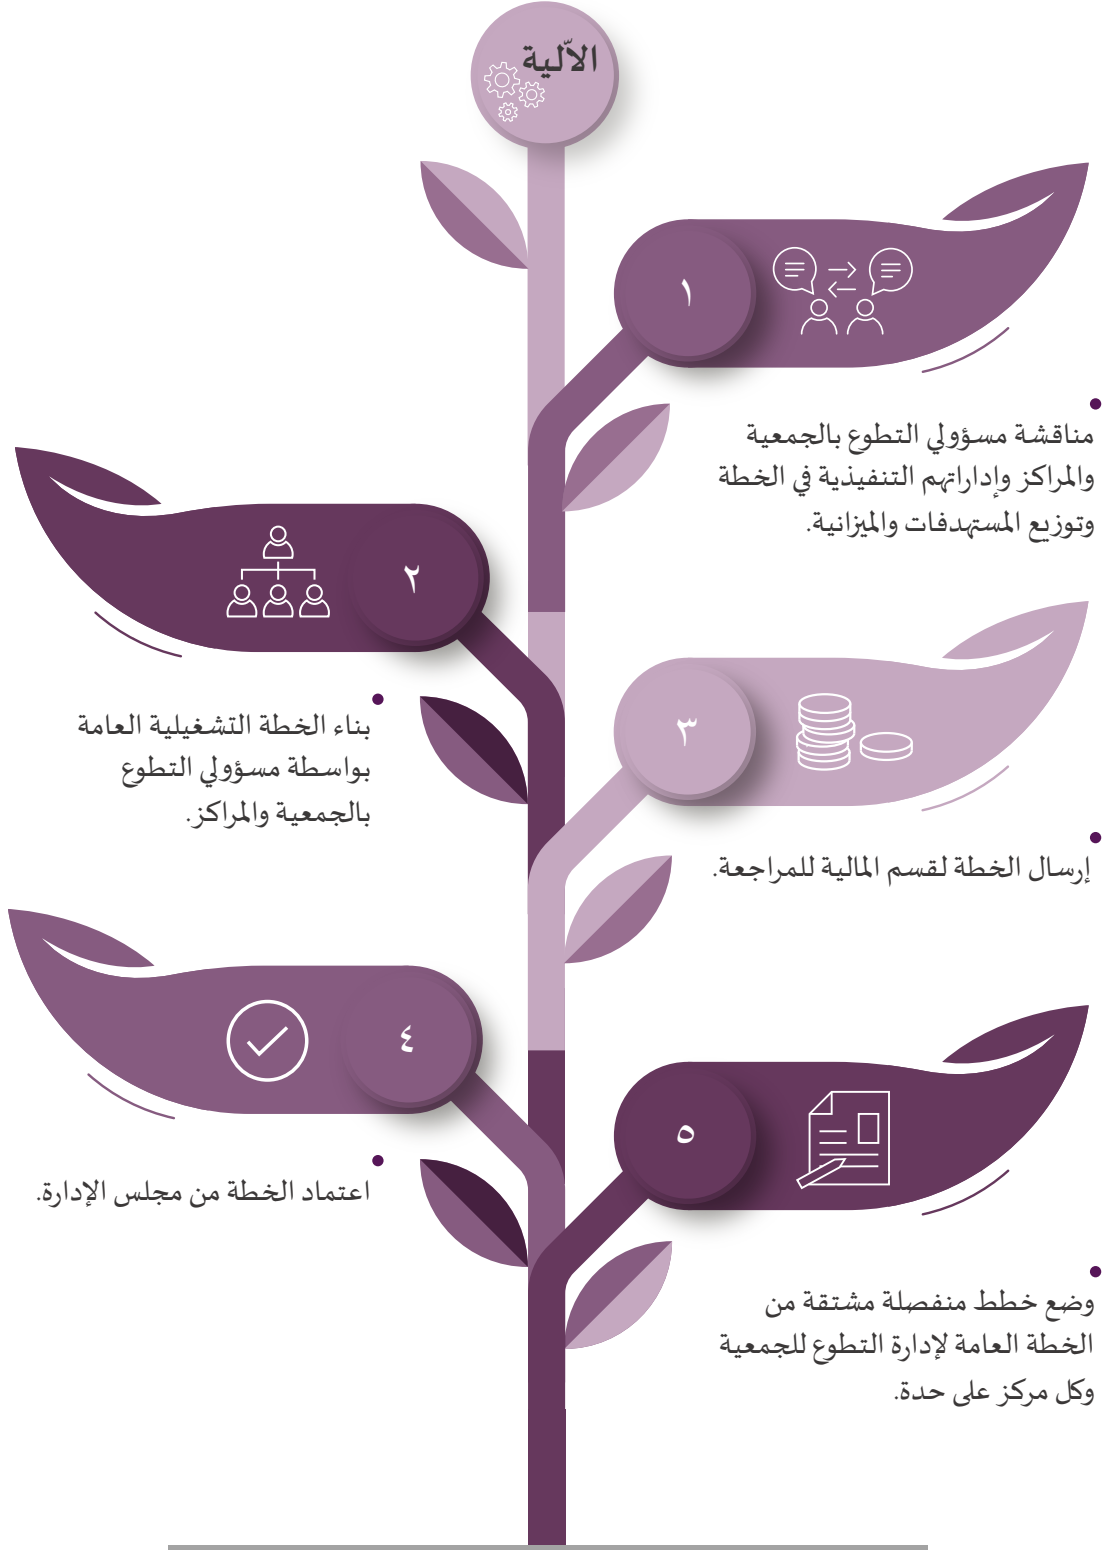 الآلية
١
مناقشة مسؤولي التطوع بالجمعية
والمراكز وإداراتهم التنفيذية في الخطة
وتوزيع المستهدفات والميزانية.
٢
بناء الخطة التشغيلية العامة
بواسطة مسؤولي التطوع
بالجمعية والمراكز.
٣
إرسال الخطة لقسم المالية للمراجعة.
٤
اعتماد الخطة من مجلس الإدارة.
٥
وضع خطط منفصلة مشتقة من
الخطة العامة لإدارة التطوع للجمعية
وكل مركز على حدة.